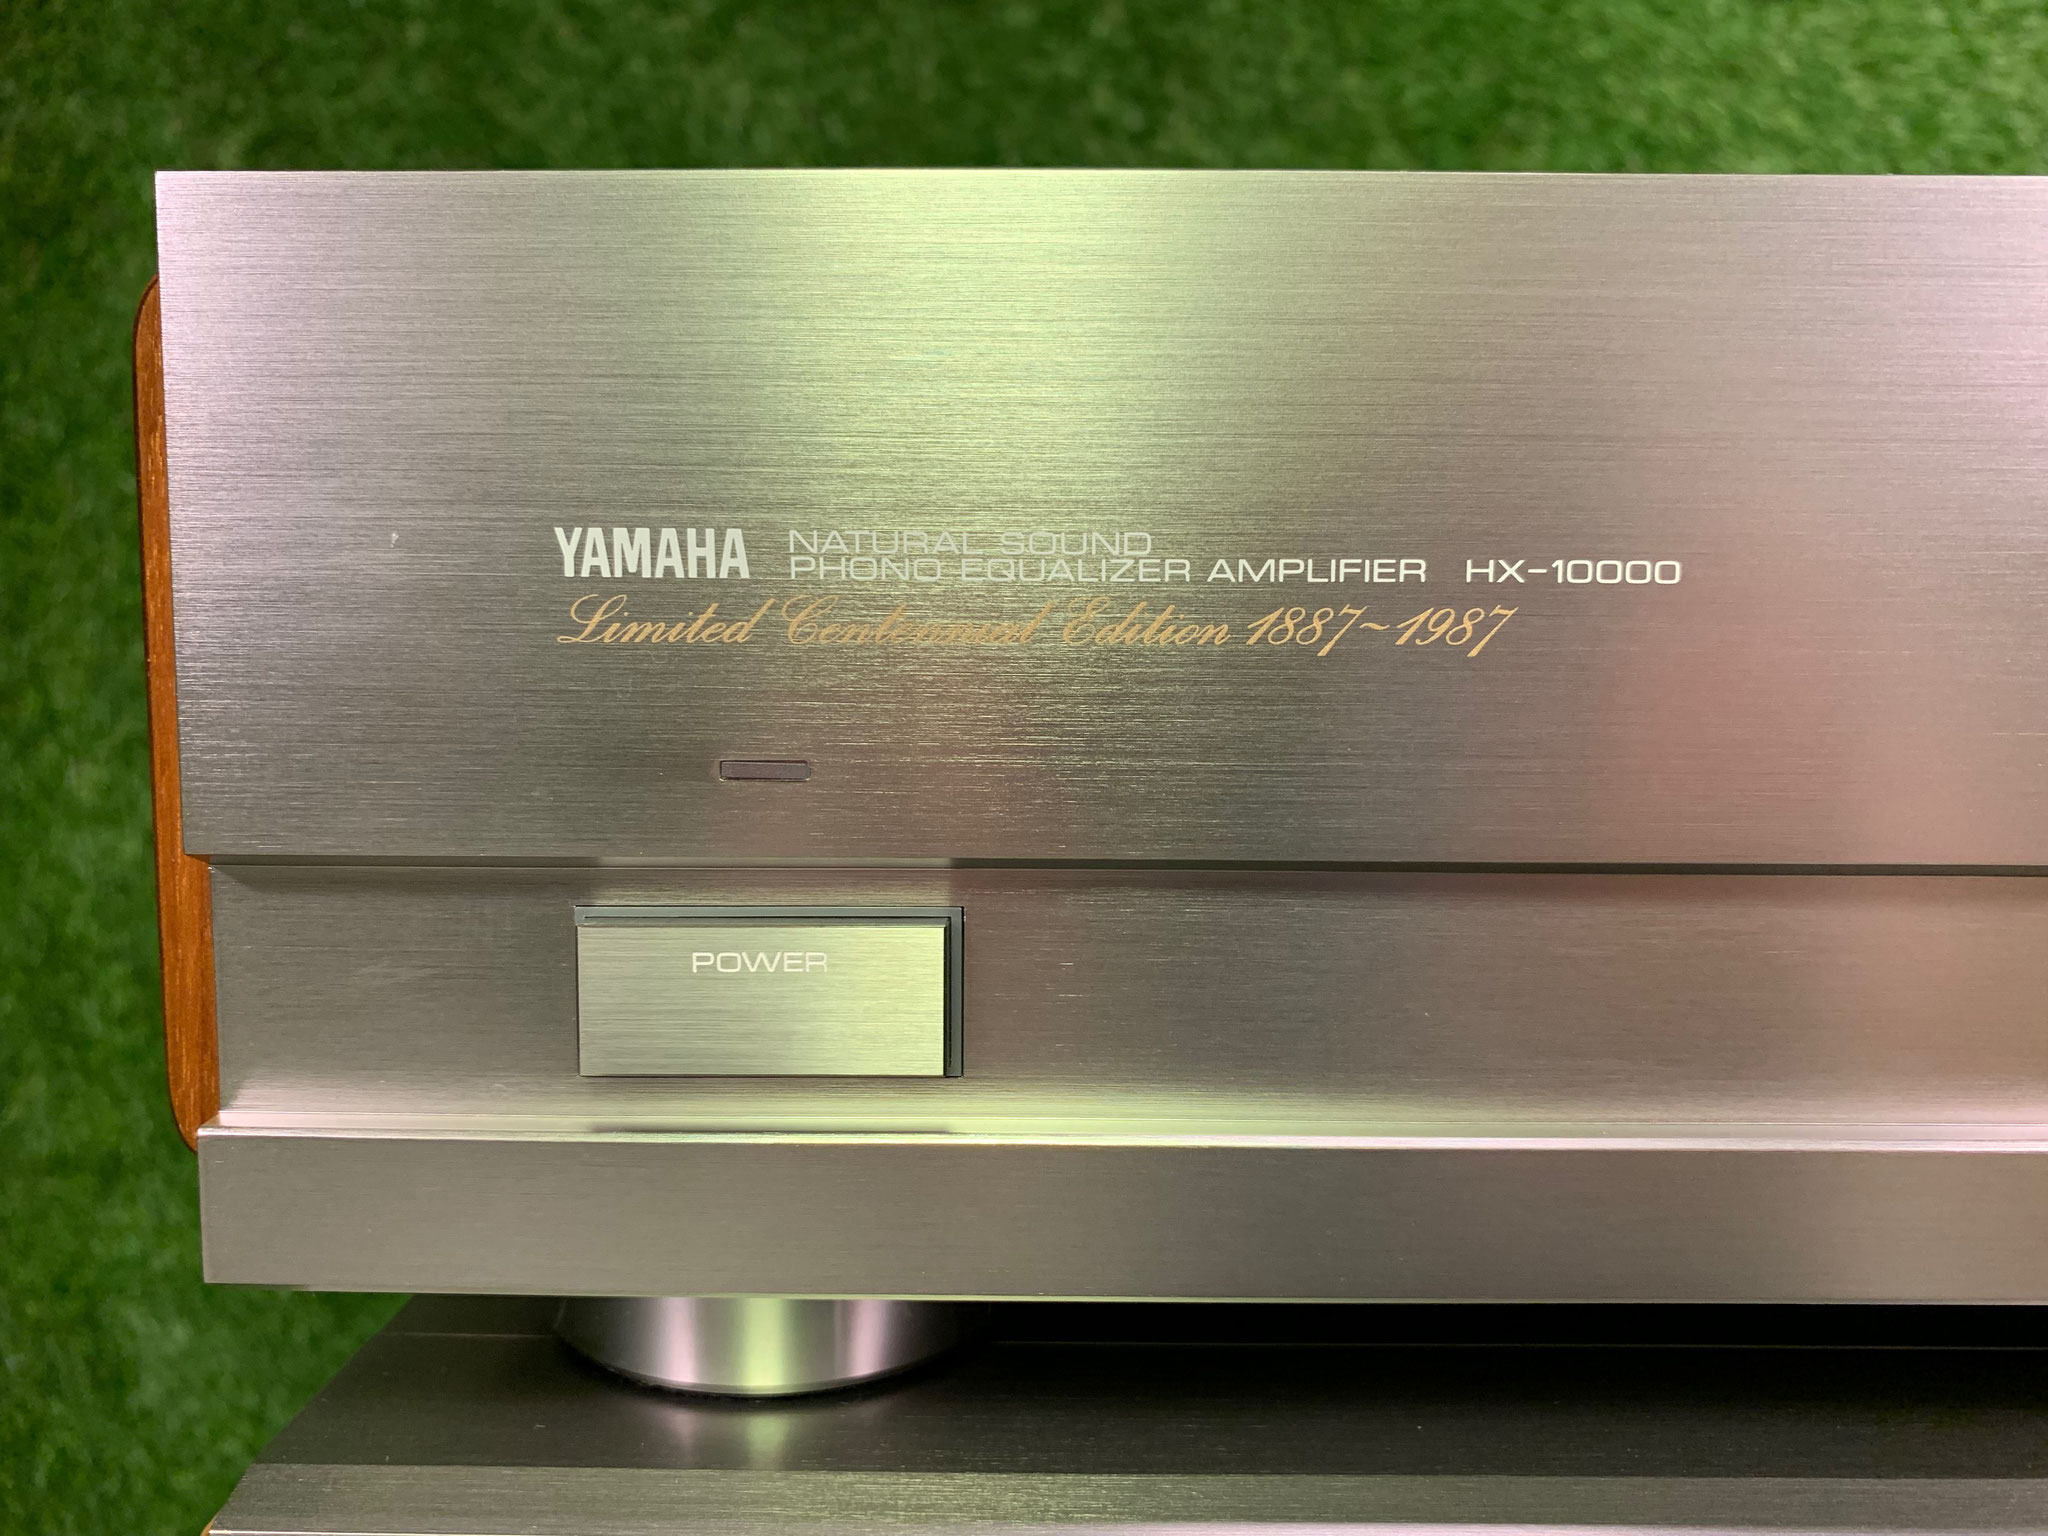 YAMAHA NATURAL SOUND
PHONO EQUALIZER AMPLIFIER HX-10000
Limited Centennial Edition 1887~1987
POWER